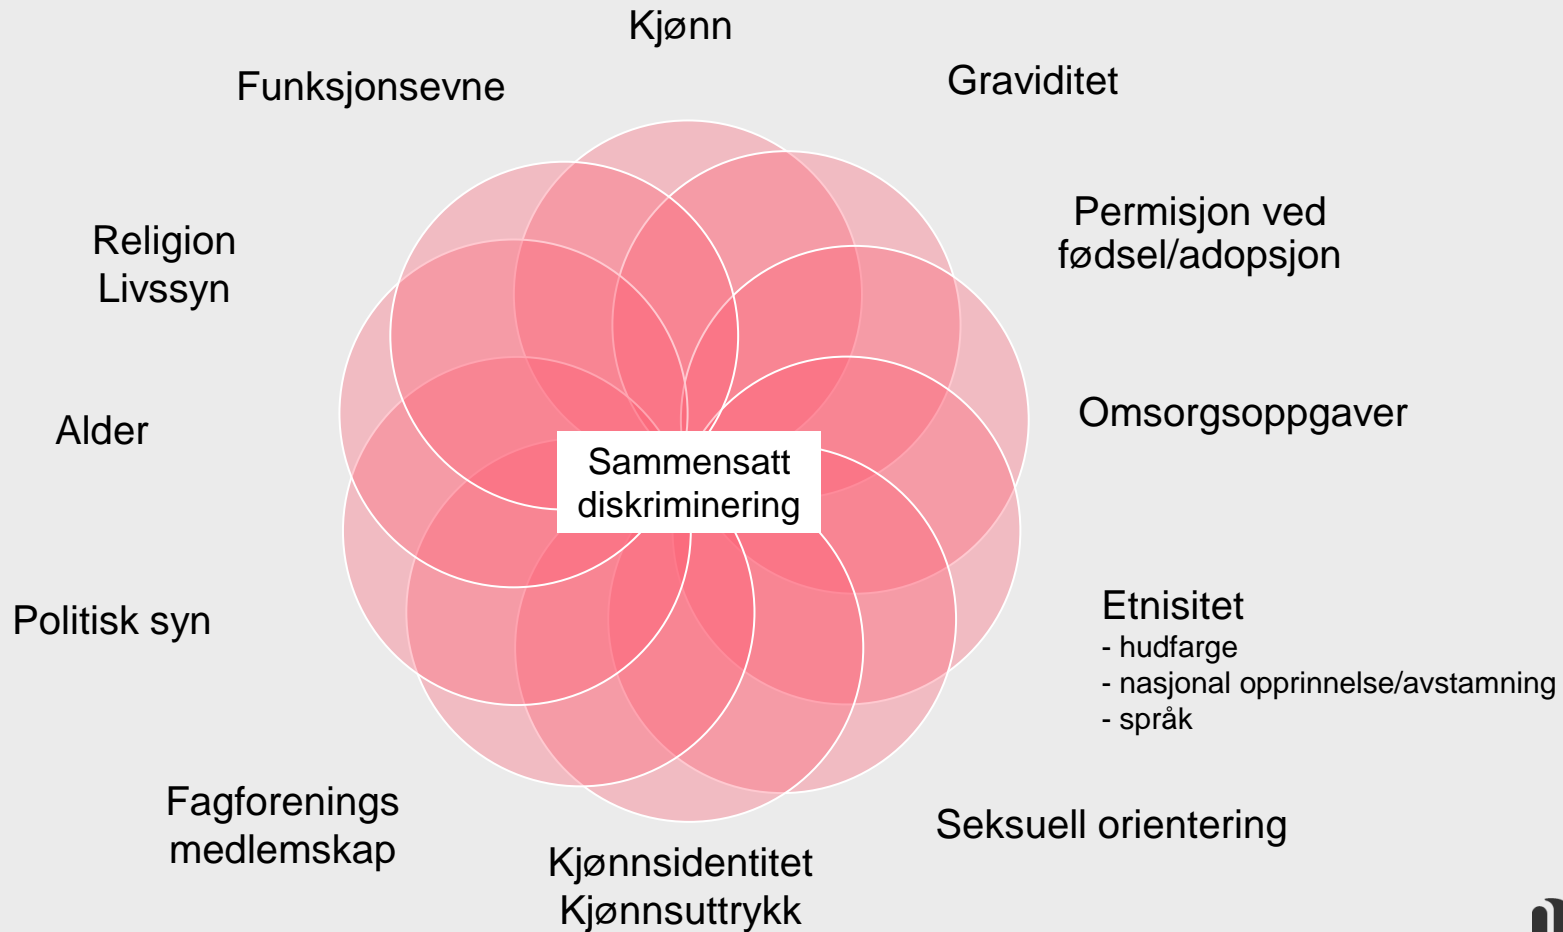 Kjønn
Funksjonsevne
Graviditet
Permisjon ved
fødsel/adopsjon
Religion
Livssyn
Omsorgsoppgaver
Alder
Sammensatt
diskriminering
Politisk syn
Etnisitet
- hudfarge
- nasjonal opprinnelse/avstamning
- språk
Fagforenings
medlemskap
Seksuell orientering
Kjønnsidentitet
Kjønnsuttrykk